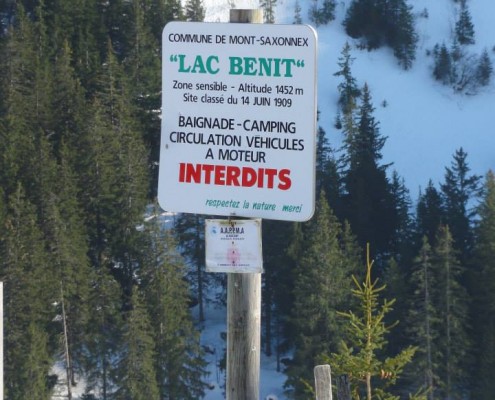 COMMUNE DE MONT-SAXONNEX
"LAC BENIT"
Zone sensible - Altitude 1452 m
Site classé du 14 JUIN 1909
BAIGNADE-CAMPING
CIRCULATION VÉHICULES
A MOTEUR
INTERDITS
respectez la nature merci